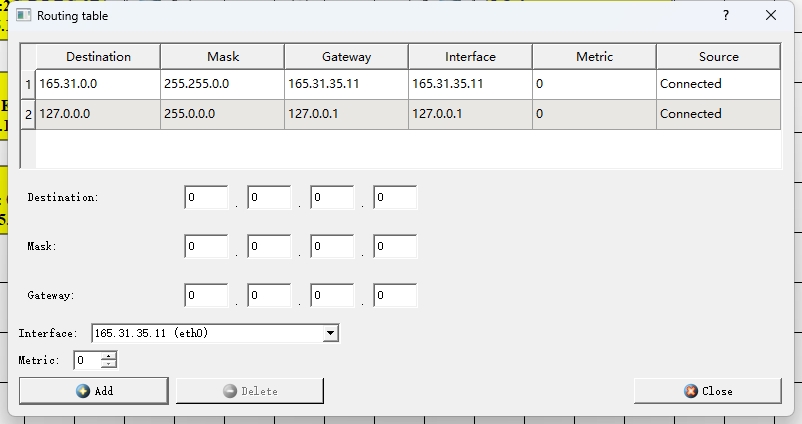 Routing table ?
Destination Mask Gateway Interface Metric Source
1 165.31.0.0 255.255.0.0 165.31.35.11 165.31.35.11 0 Connected
2 127.0.0.0 255.0.0.0 127.0.0.1 127.0.0.1 0 Connected
Destination: 0 . 0 . 0 . 0
Mask: 0 . 0 . 0 . 0
Gateway: 0 . 0 . 0 . 0
Interface: 165.31.35.11 (eth0)
Metric: 0
Add Delete Close